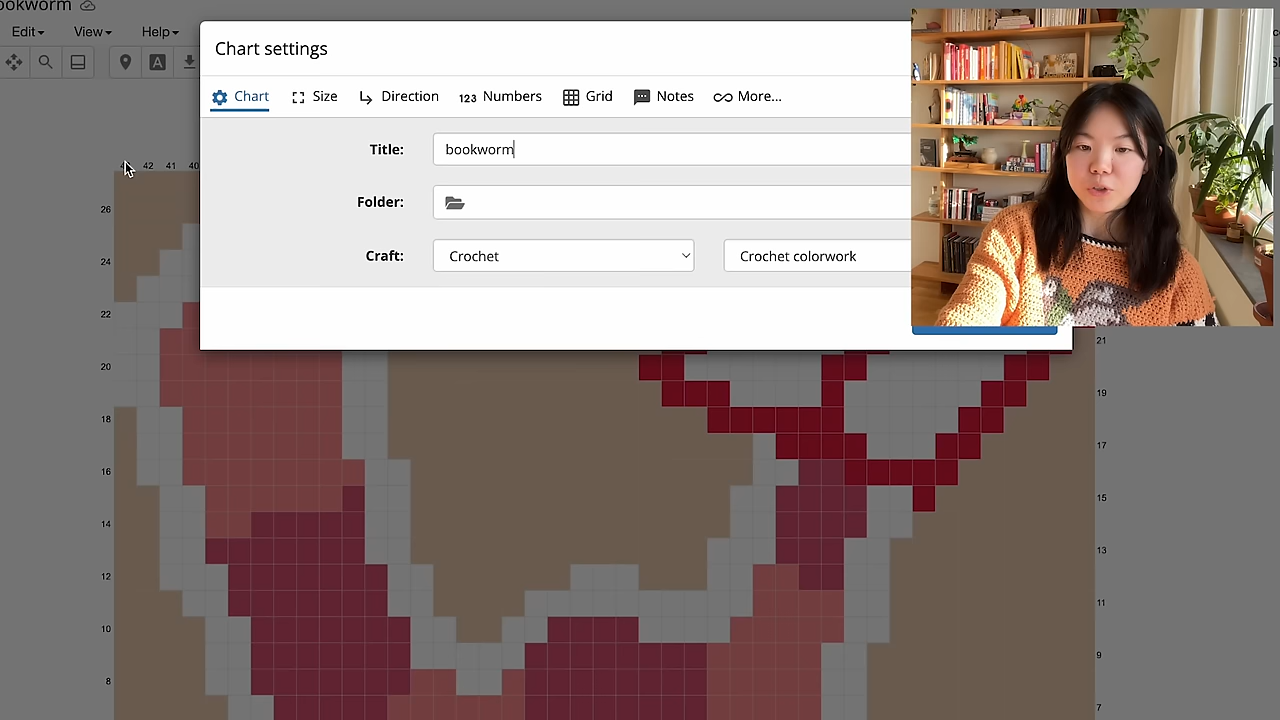 ookworm
Edit View Help
Chart settings
Chart Size Direction 123 Numbers Grid Notes More...
Title: bookworm
Folder:
Craft: Crochet Crochet colorwork
A
42 41 40
26
24
22
20
18
16
14
12
10
8
21
19
17
15
13
11
9
7